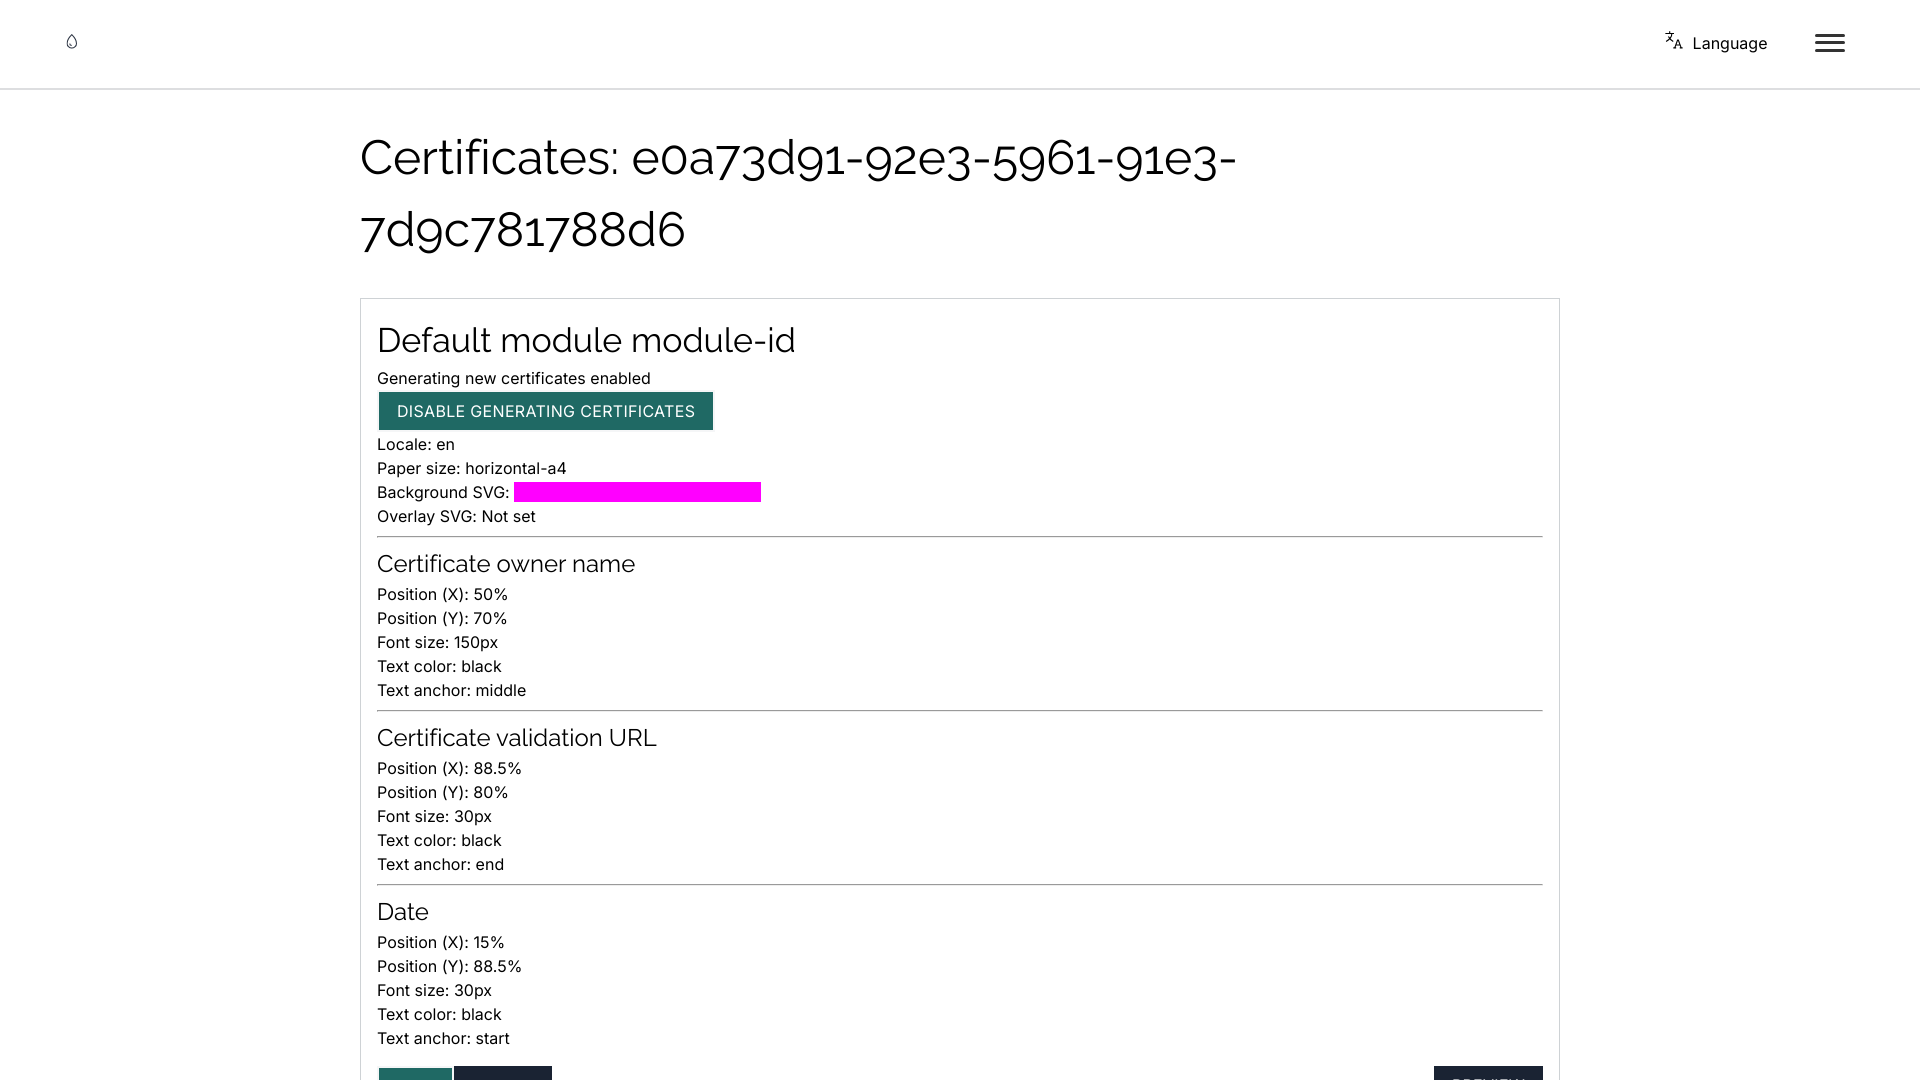 Language
Certificates: e0a73d91-92e3-5961-91e3-
7d9c781788d6
Default module module-id
Generating new certificates enabled
DISABLE GENERATING CERTIFICATES
Locale: en
Paper size: horizontal-a4
Background SVG:
Overlay SVG: Not set
Certificate owner name
Position (X): 50%
Position (Y): 70%
Font size: 150px
Text color: black
Text anchor: middle
Certificate validation URL
Position (X): 88.5%
Position (Y): 80%
Font size: 30px
Text color: black
Text anchor: end
Date
Position (X): 15%
Position (Y): 88.5%
Font size: 30px
Text color: black
Text anchor: start